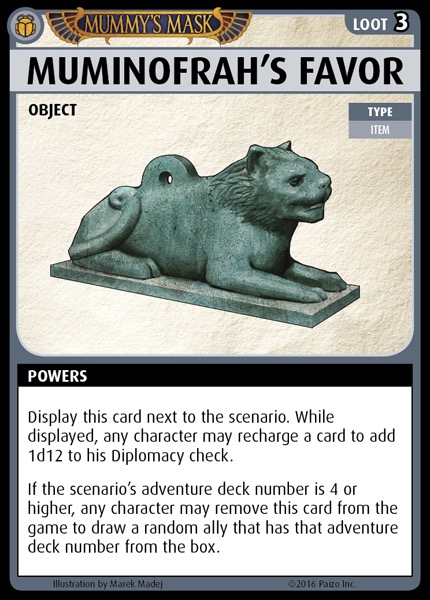 MUMMY'S MASK
LOOT 3
MUMINOFRAH'S FAVOR
OBJECT
TYPE
ITEM
POWERS
Display this card next to the scenario. While
displayed, any character may recharge a card to add
1d12 to his Diplomacy check.
If the scenario's adventure deck number is 4 or
higher, any character may remove this card from the
game to draw a random ally that has that adventure
deck number from the box.
Illustration by Marek Madej
©2016 Paizo Inc.